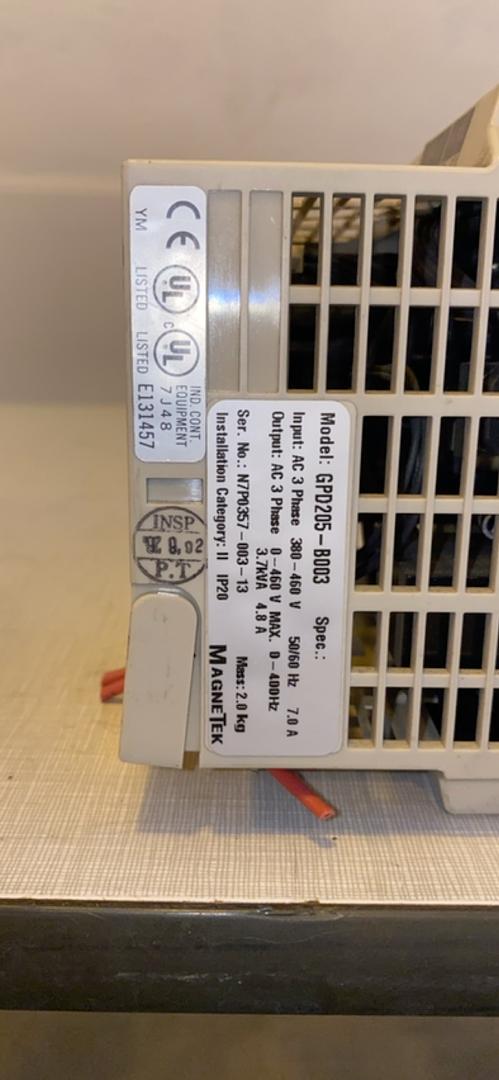 CE UL c UL
YM LISTED LISTED
IND. CONT.
EQUIPMENT
7J48
E131457
INSP
02
P.T
Model: GPD205-B003 Spec.:
Input: AC 3 Phase 380-460 V 50/60 Hz 7.0 A
Output: AC 3 Phase 0-460 V MAX. 0-400Hz
3.7kVA 4.8 A
Ser. No.: N7P0357-003-13 Mass: 2.0 kg
Installation Category: II IP20 MAGNETEK